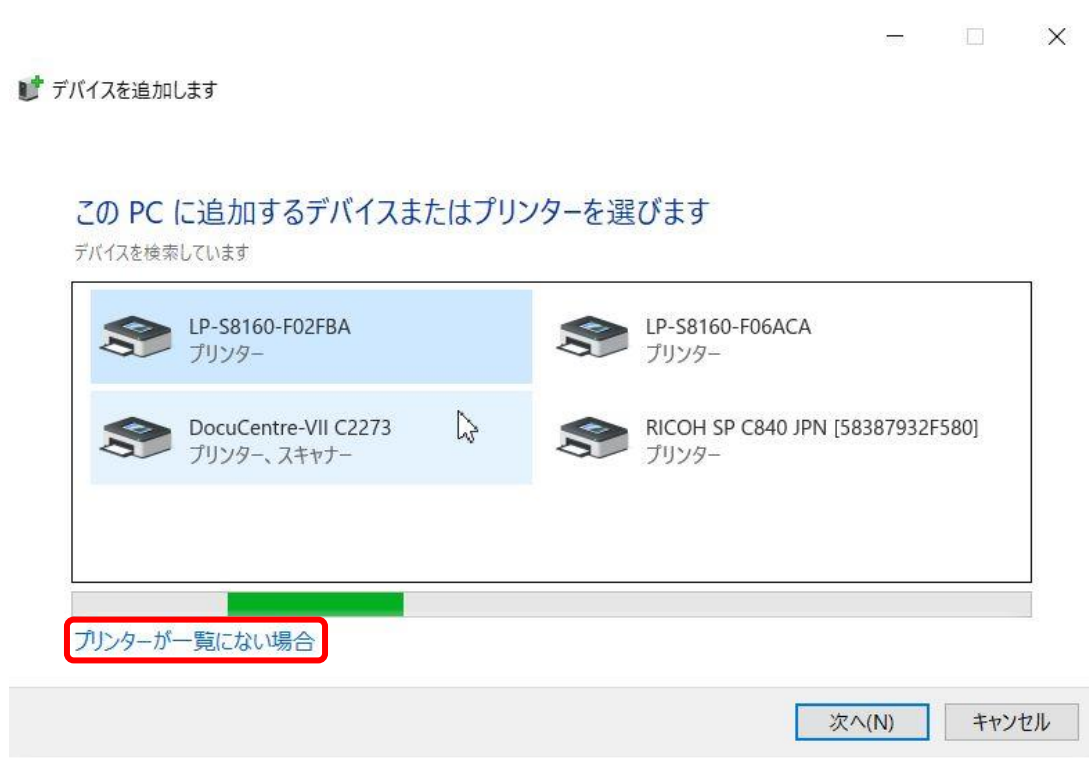 デバイスを追加します
この PC に追加するデバイスまたはプリンターを選びます
デバイスを検索しています
LP-S8160-F02FBA
プリンター
LP-S8160-F06ACA
プリンター
DocuCentre-VII C2273
プリンター、スキャナー
RICOH SP C840 JPN [58387932F580]
プリンター
プリンターが一覧にない場合
次へ(N)
キャンセル